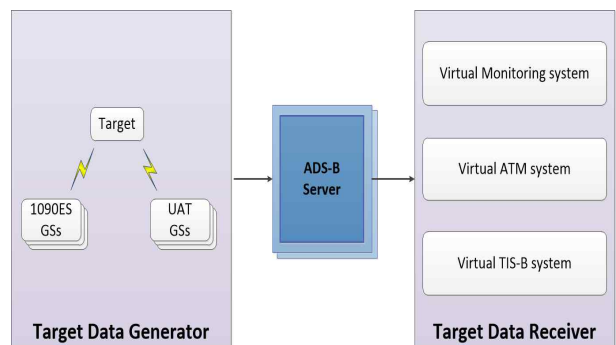 Target
1090ES
GSs
UAT
GSs
Target Data Generator
ADS-B
Server
Virtual Monitoring system
Virtual ATM system
Virtual TIS-B system
Target Data Receiver